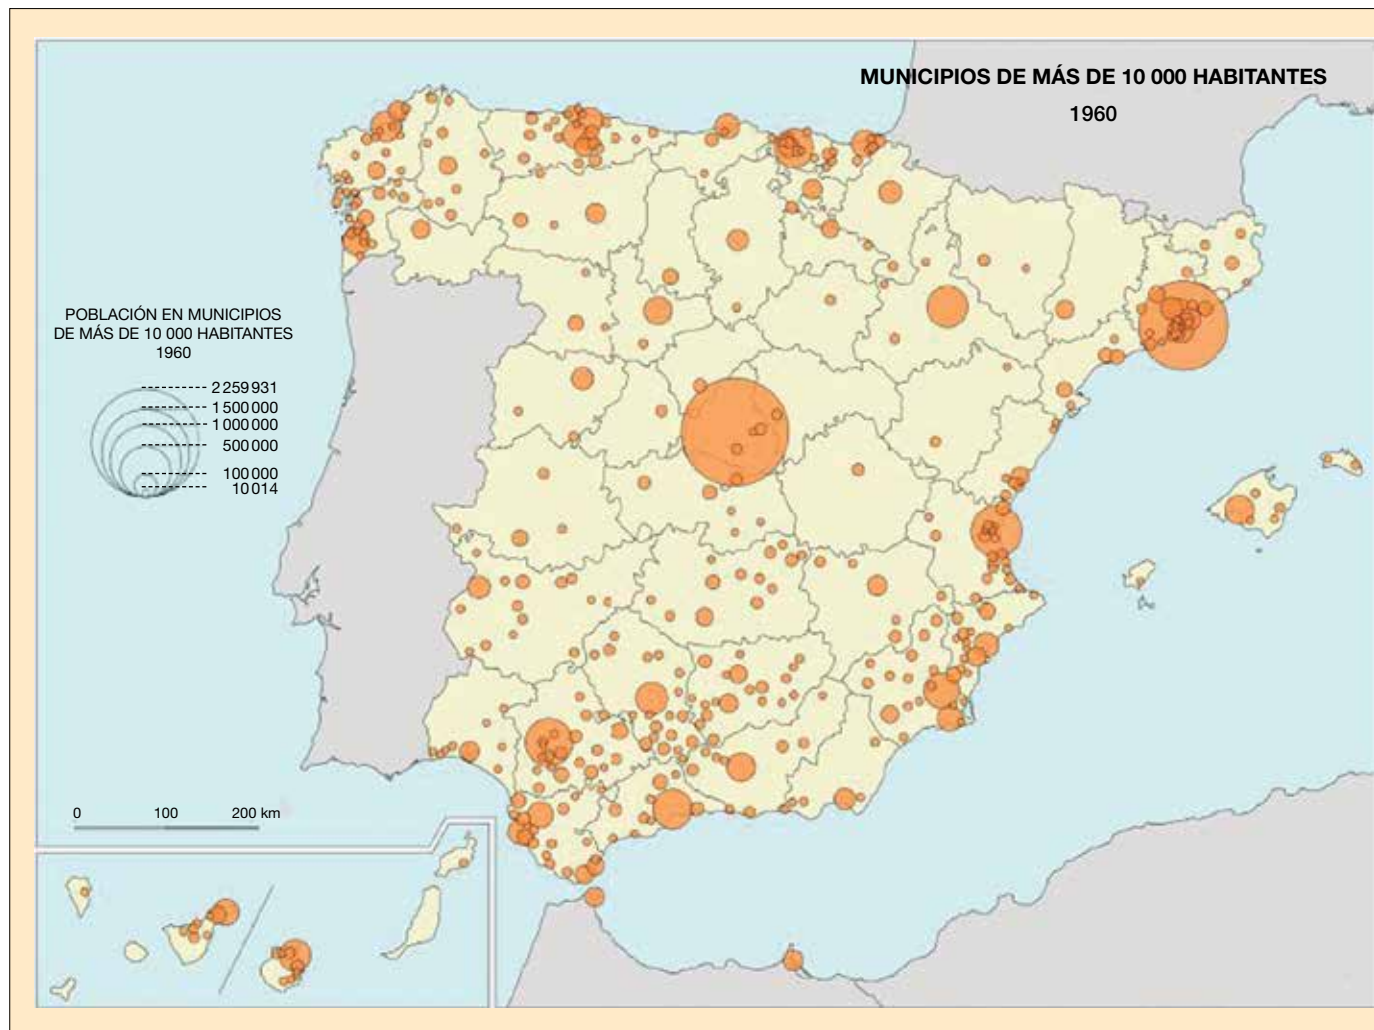 MUNICIPIOS DE MÁS DE 10 000 HABITANTES
1960
POBLACIÓN EN MUNICIPIOS
DE MÁS DE 10 000 HABITANTES
1960
2 259 931
1 500 000
1 000 000
500 000
100 000
10 014
0 100 200 km